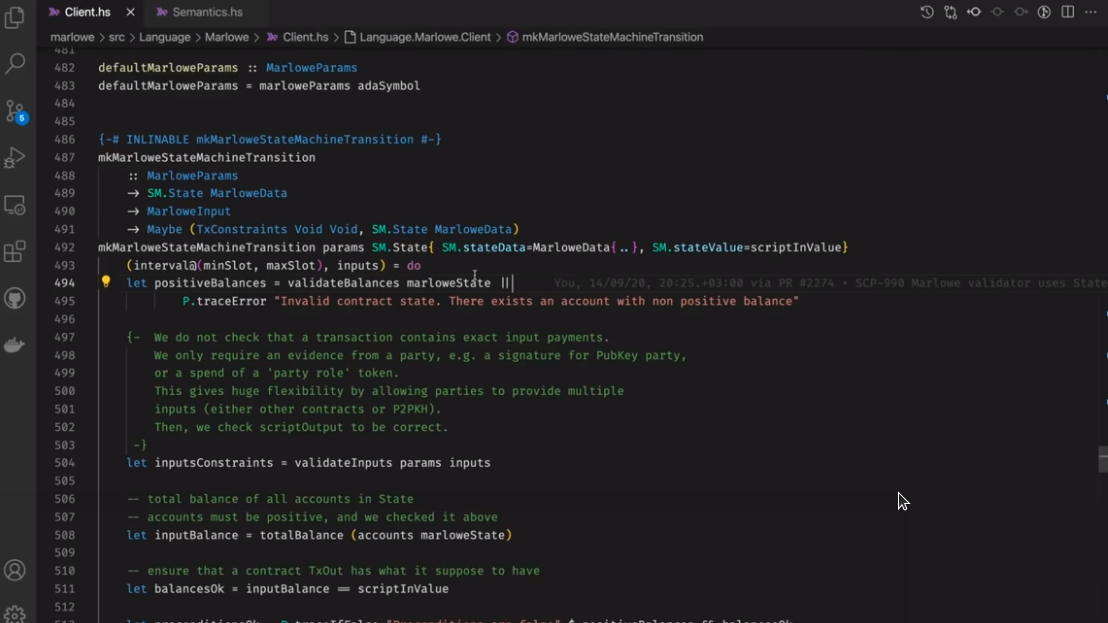 Client.hs
Semantics.hs
marlowe > src > Language > Marlowe > Client.hs > Language.Marlowe.Client > mkMarloweStateMachineTransition
481
482 defaultMarloweParams :: MarloweParams
483 defaultMarloweParams = marloweParams adaSymbol
484
485
486 {-# INLINABLE mkMarloweStateMachineTransition #-}
487 mkMarloweStateMachineTransition
488 :: MarloweParams
489 → SM.State MarloweData
490 → MarloweInput
491 → Maybe (TxConstraints Void Void, SM.State MarloweData)
492 mkMarloweStateMachineTransition params SM.State{ SM.stateData=MarloweData{..}, SM.stateValue=scriptInValue}
493 (interval@(minSlot, maxSlot), inputs) = do
494 let positiveBalances = validateBalances marloweState || You, 14/09/20, 20:25.+03:00 via PR #2274 • SCP-990 Marlowe validator uses State
495 P.traceError "Invalid contract state. There exists an account with non positive balance"
496
497 {- We do not check that a transaction contains exact input payments.
498 We only require an evidence from a party, e.g. a signature for PubKey party,
499 or a spend of a 'party role' token.
500 This gives huge flexibility by allowing parties to provide multiple
501 inputs (either other contracts or P2PKH).
502 Then, we check scriptOutput to be correct.
503 -}
504 let inputsConstraints = validateInputs params inputs
505
506 -- total balance of all accounts in State
507 -- accounts must be positive, and we checked it above
508 let inputBalance = totalBalance (accounts marloweState)
509
510 -- ensure that a contract TxOut has what it suppose to have
511 let balancesOk = inputBalance == scriptInValue
512
5